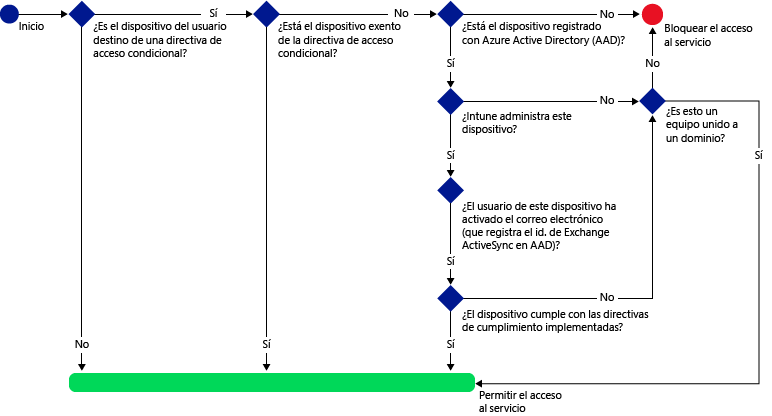 Inicio
¿Es el dispositivo del usuario
destino de una directiva de
acceso condicional?
Sí
¿Está el dispositivo exento
de la directiva de acceso
condicional?
No
¿Está el dispositivo registrado
con Azure Active Directory (AAD)?
No
Bloquear el acceso
al servicio
Sí
No
¿Intune administra este
dispositivo?
No
¿Es esto un
equipo unido a
un dominio?
Sí
Sí
¿El usuario de este dispositivo ha
activado el correo electrónico
(que registra el id. de Exchange
ActiveSync en AAD)?
Sí
No
¿El dispositivo cumple con las directivas
de cumplimiento implementadas?
No
Sí
Sí
Permitir el acceso
al servicio